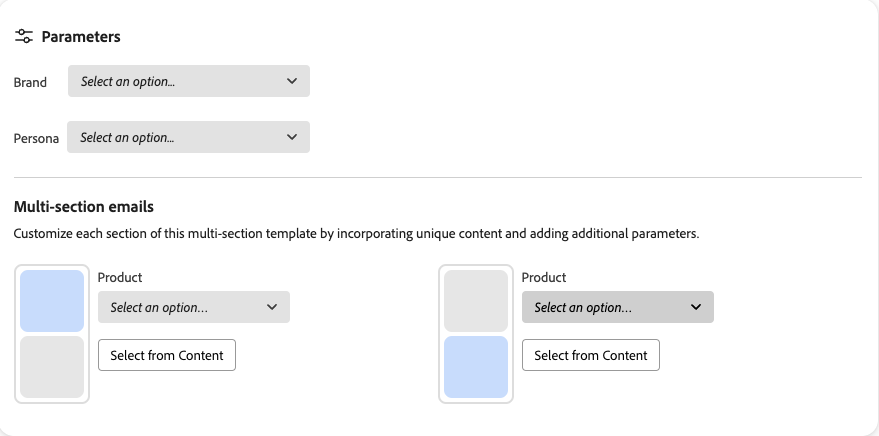 Parameters
Brand
Select an option...
Persona
Select an option...
Multi-section emails
Customize each section of this multi-section template by incorporating unique content and adding additional parameters.
Product
Select an option...
Select from Content
Product
Select an option...
Select from Content